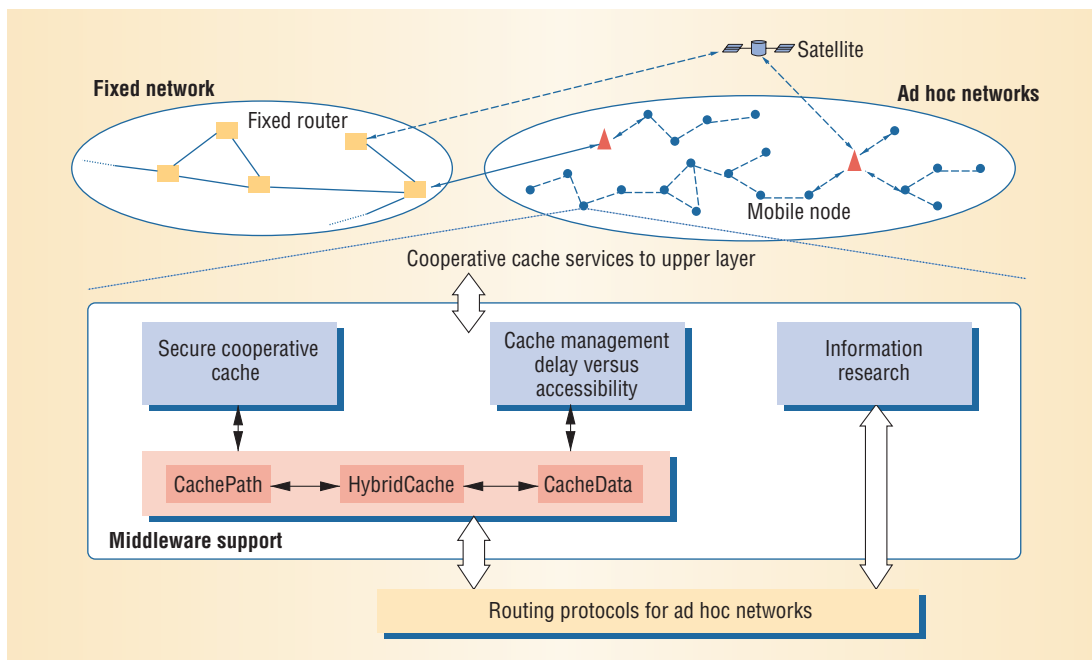 Satellite
Fixed network
Ad hoc networks
Fixed router
Mobile node
Cooperative cache services to upper layer
Secure cooperative
cache
Cache management
delay versus
accessibility
Information
research
CachePath
HybridCache
CacheData
Middleware support
Routing protocols for ad hoc networks